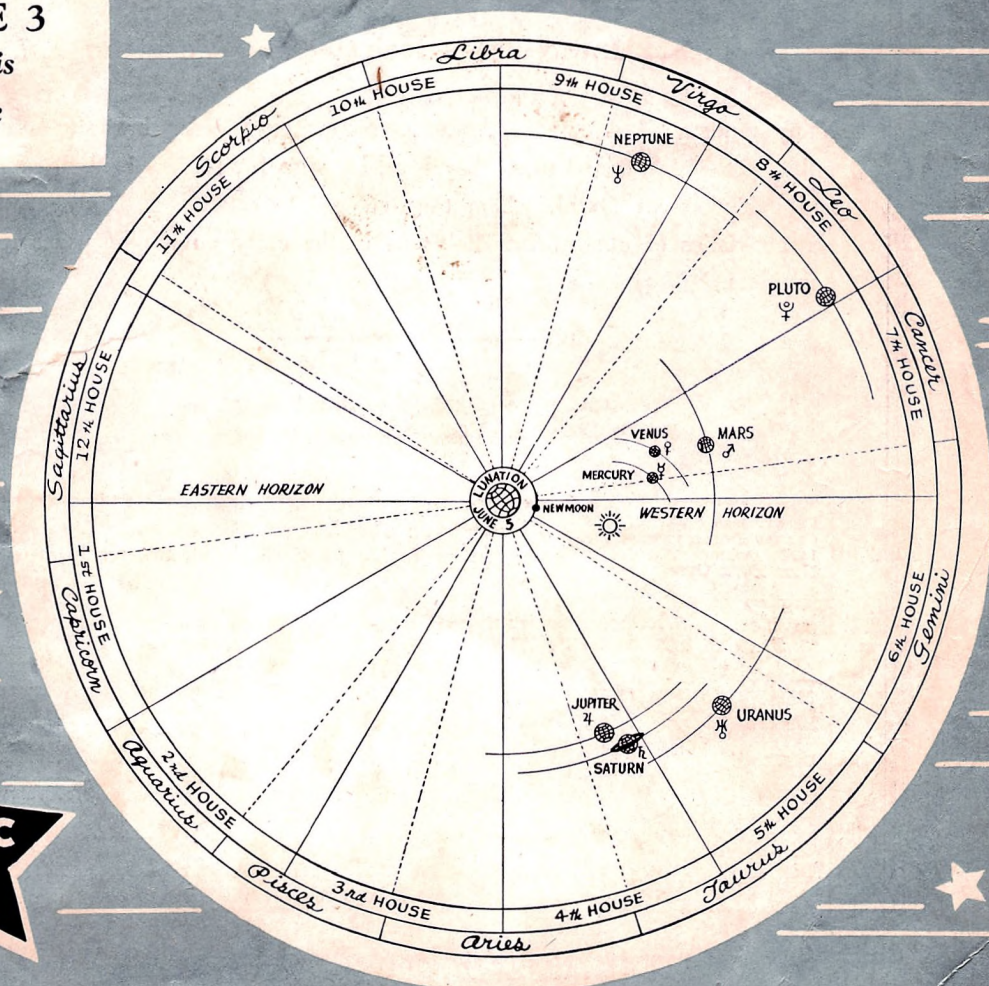 E 3
is
Libra
10th HOUSE
9th HOUSE
Virgo
Scorpio
NEPTUNE
♆
8th HOUSE
Leo
11th HOUSE
PLUTO
Cancer
7th HOUSE
Sagittarius
12th HOUSE
VENUS ♀
MARS
♂
MERCURY ☿
EASTERN HORIZON
LUNATION
JUNE 5
NEW MOON
WESTERN HORIZON
1st HOUSE
Capricorn
6th HOUSE
Gemini
JUPITER
♃
URANUS
♅
SATURN ♄
2nd HOUSE
Aquarius
5th HOUSE
Taurus
C
Pisces
3rd HOUSE
4th HOUSE
Aries